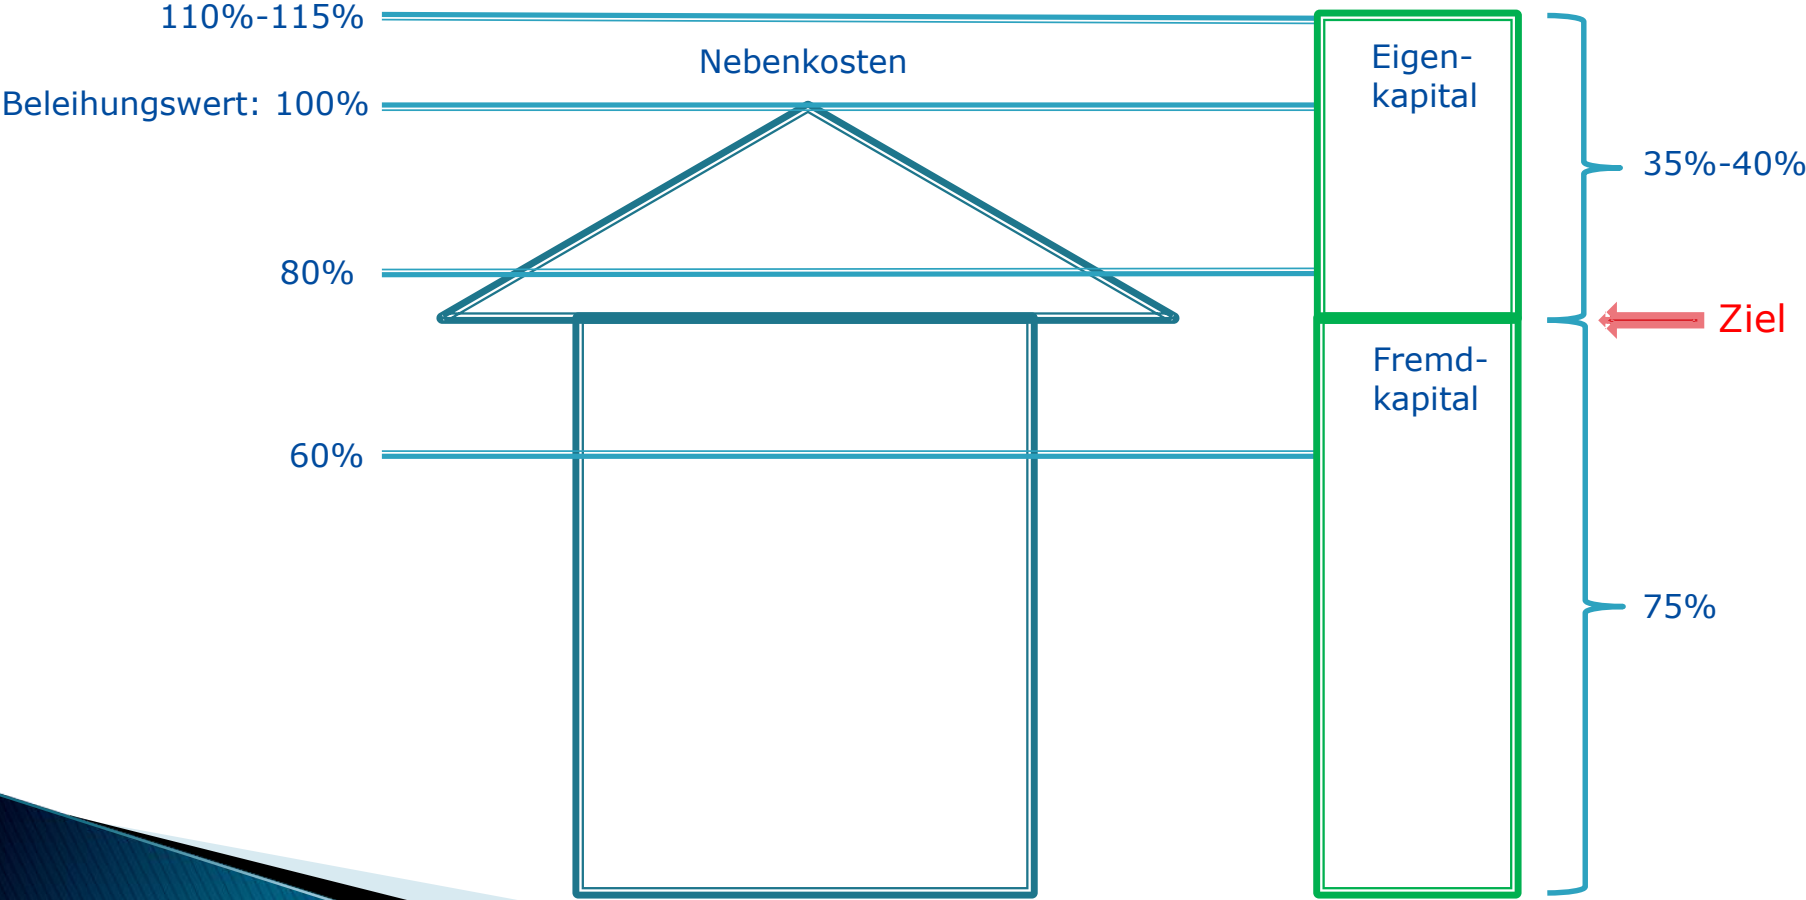 110%-115%
Nebenkosten
Eigen-
kapital
Beleihungswert: 100%
35%-40%
80%
Ziel
Fremd-
kapital
60%
75%